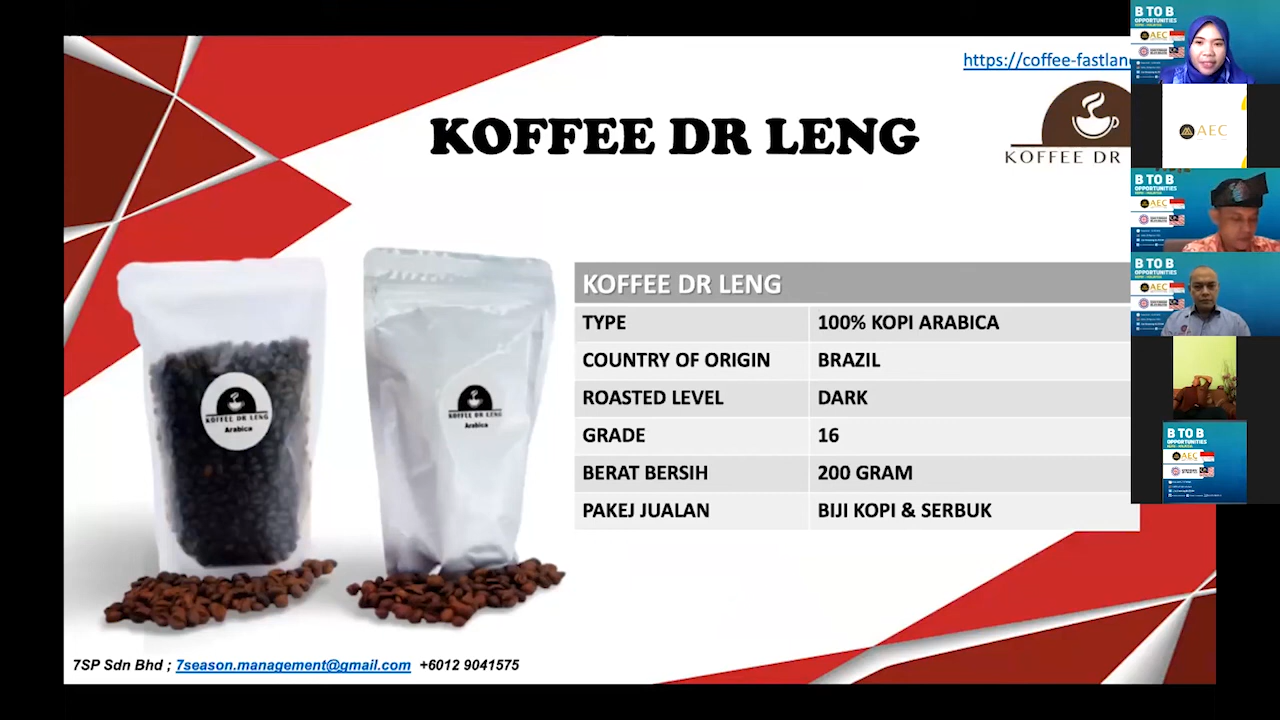 https://coffee-fastlan
KOFFEE DR LENG
KOFFEE DR
KOFFEE DR LENG
TYPE 100% KOPI ARABICA
COUNTRY OF ORIGIN BRAZIL
ROASTED LEVEL DARK
GRADE 16
BERAT BERSIH 200 GRAM
PAKEJ JUALAN BIJI KOPI & SERBUK
KOFFEE DR LENG
Arabica
KOFFEE DR LENG
Arabica
7SP Sdn Bhd ; 7season.management@gmail.com +6012 9041575
B TO B
OPPORTUNITIES
AEC
AEC
B TO B
OPPORTUNITIES
AEC
B TO B
OPPORTUNITIES
AEC
B TO B
OPPORTUNITIES
AEC